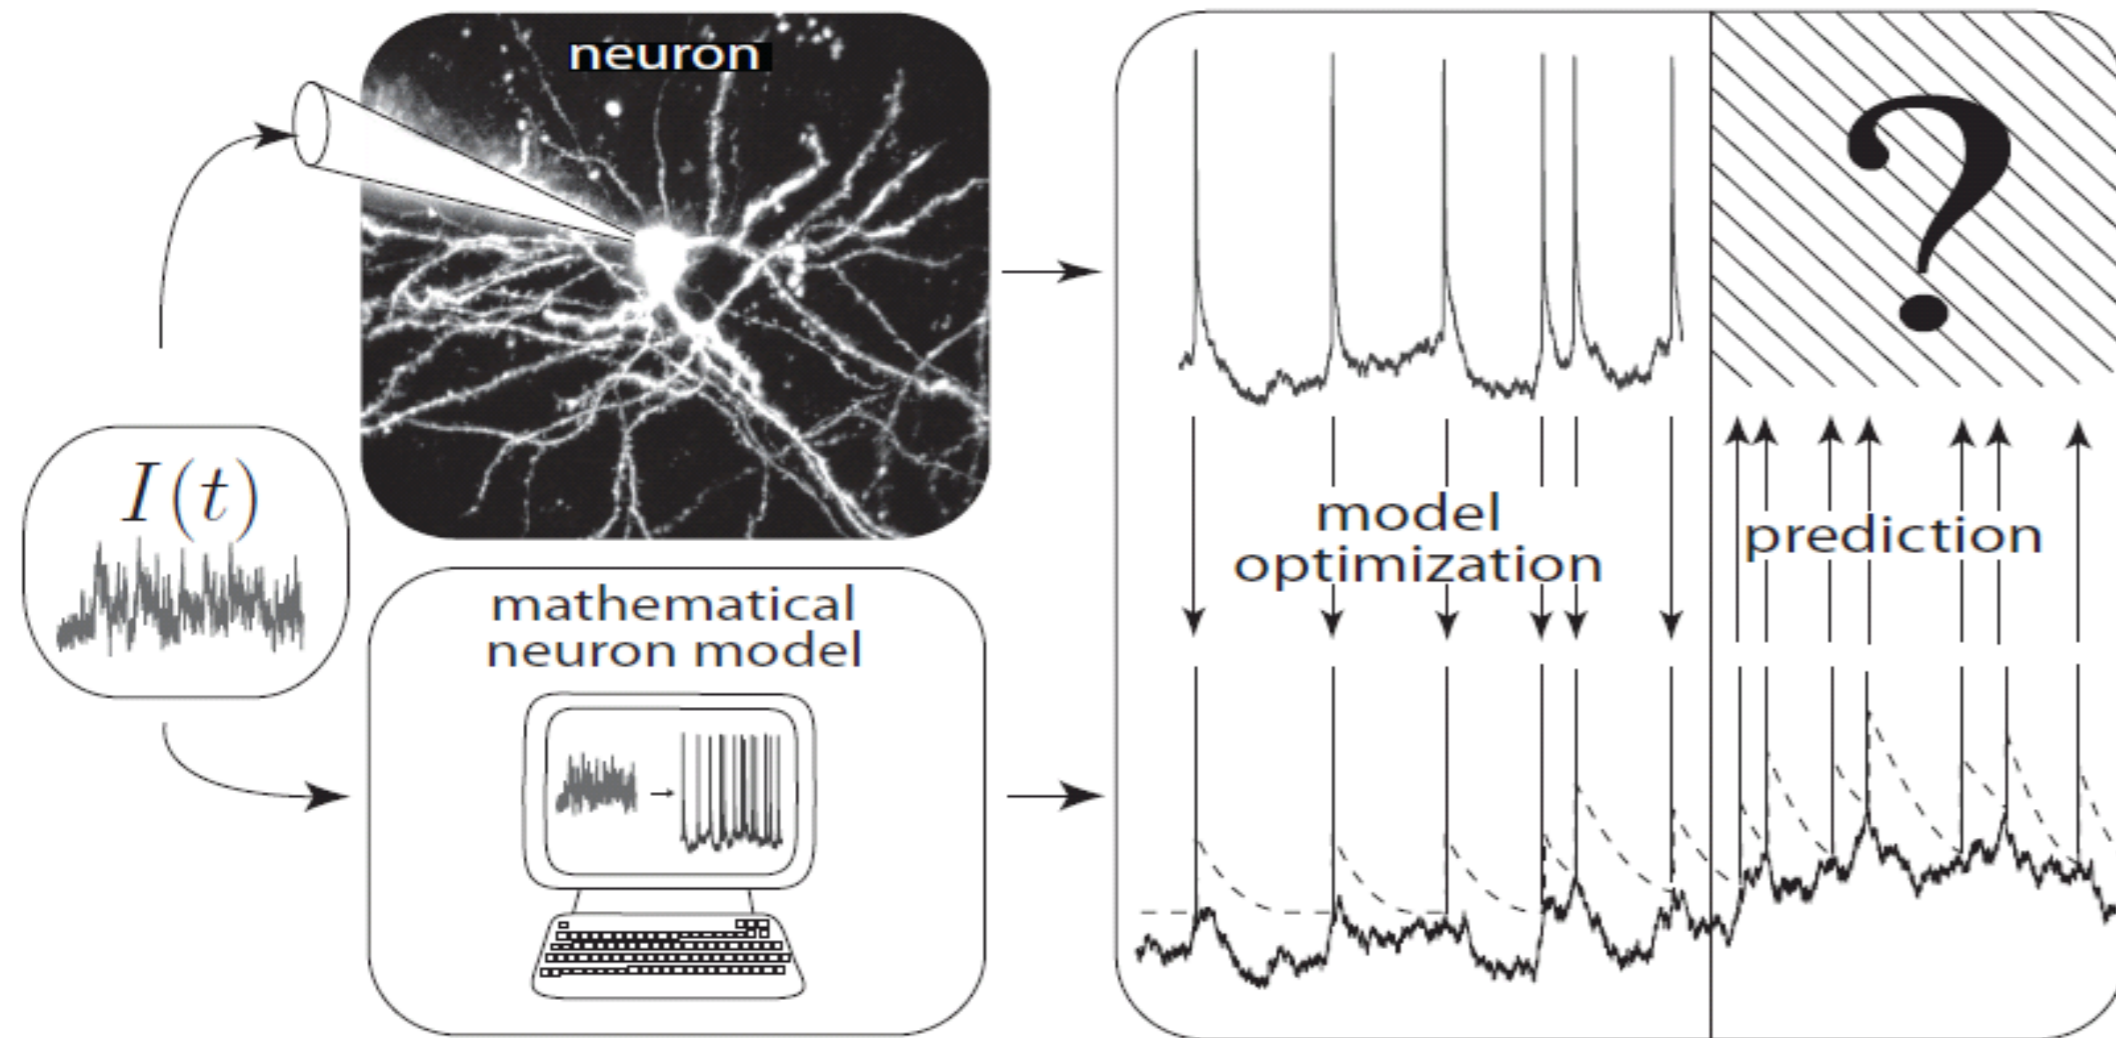 neuron
I(t)
mathematical
neuron model
model
optimization
prediction
?